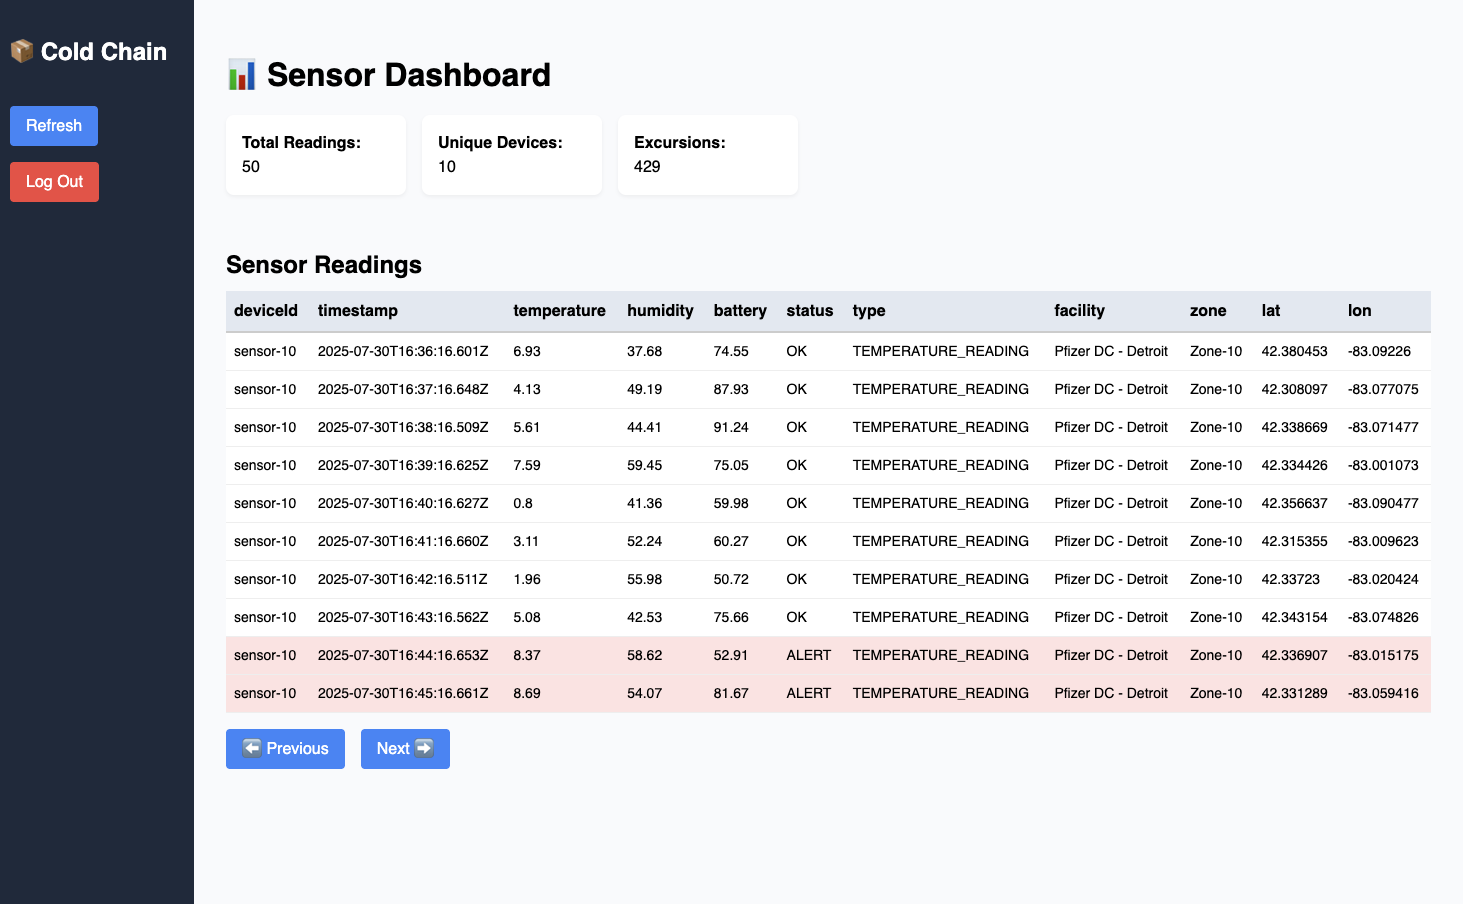 📦 Cold Chain
Refresh
Log Out
📊 Sensor Dashboard
Total Readings: Unique Devices: Excursions:
50 10 429
Sensor Readings
deviceId timestamp temperature humidity battery status type facility zone lat lon
sensor-10 2025-07-30T16:36:16.601Z 6.93 37.68 74.55 OK TEMPERATURE_READING Pfizer DC - Detroit Zone-10 42.380453 -83.09226
sensor-10 2025-07-30T16:37:16.648Z 4.13 49.19 87.93 OK TEMPERATURE_READING Pfizer DC - Detroit Zone-10 42.308097 -83.077075
sensor-10 2025-07-30T16:38:16.509Z 5.61 44.41 91.24 OK TEMPERATURE_READING Pfizer DC - Detroit Zone-10 42.338669 -83.071477
sensor-10 2025-07-30T16:39:16.625Z 7.59 59.45 75.05 OK TEMPERATURE_READING Pfizer DC - Detroit Zone-10 42.334426 -83.001073
sensor-10 2025-07-30T16:40:16.627Z 0.8 41.36 59.98 OK TEMPERATURE_READING Pfizer DC - Detroit Zone-10 42.356637 -83.090477
sensor-10 2025-07-30T16:41:16.660Z 3.11 52.24 60.27 OK TEMPERATURE_READING Pfizer DC - Detroit Zone-10 42.315355 -83.009623
sensor-10 2025-07-30T16:42:16.511Z 1.96 55.98 50.72 OK TEMPERATURE_READING Pfizer DC - Detroit Zone-10 42.33723 -83.020424
sensor-10 2025-07-30T16:43:16.562Z 5.08 42.53 75.66 OK TEMPERATURE_READING Pfizer DC - Detroit Zone-10 42.343154 -83.074826
sensor-10 2025-07-30T16:44:16.653Z 8.37 58.62 52.91 ALERT TEMPERATURE_READING Pfizer DC - Detroit Zone-10 42.336907 -83.015175
sensor-10 2025-07-30T16:45:16.661Z 8.69 54.07 81.67 ALERT TEMPERATURE_READING Pfizer DC - Detroit Zone-10 42.331289 -83.059416
⬅️ Previous Next ➡️